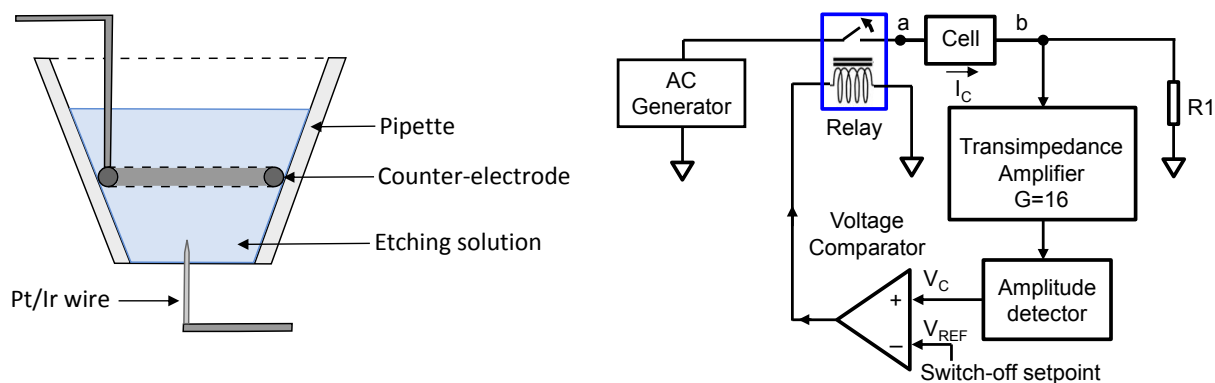 Pipette
Counter-electrode
Etching solution
Pt/Ir wire
AC
Generator
Relay
a
Cell
b
I_C
R1
Transimpedance
Amplifier
G=16
Voltage
Comparator
V_C
+
V_REF
–
Amplitude
detector
Switch-off setpoint